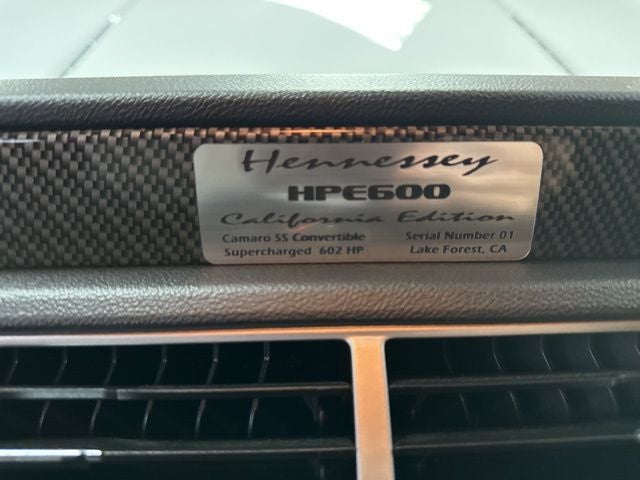 Hennessey
HPE600
California Edition
Camaro SS Convertible Serial Number 01
Supercharged 602 HP Lake Forest, CA